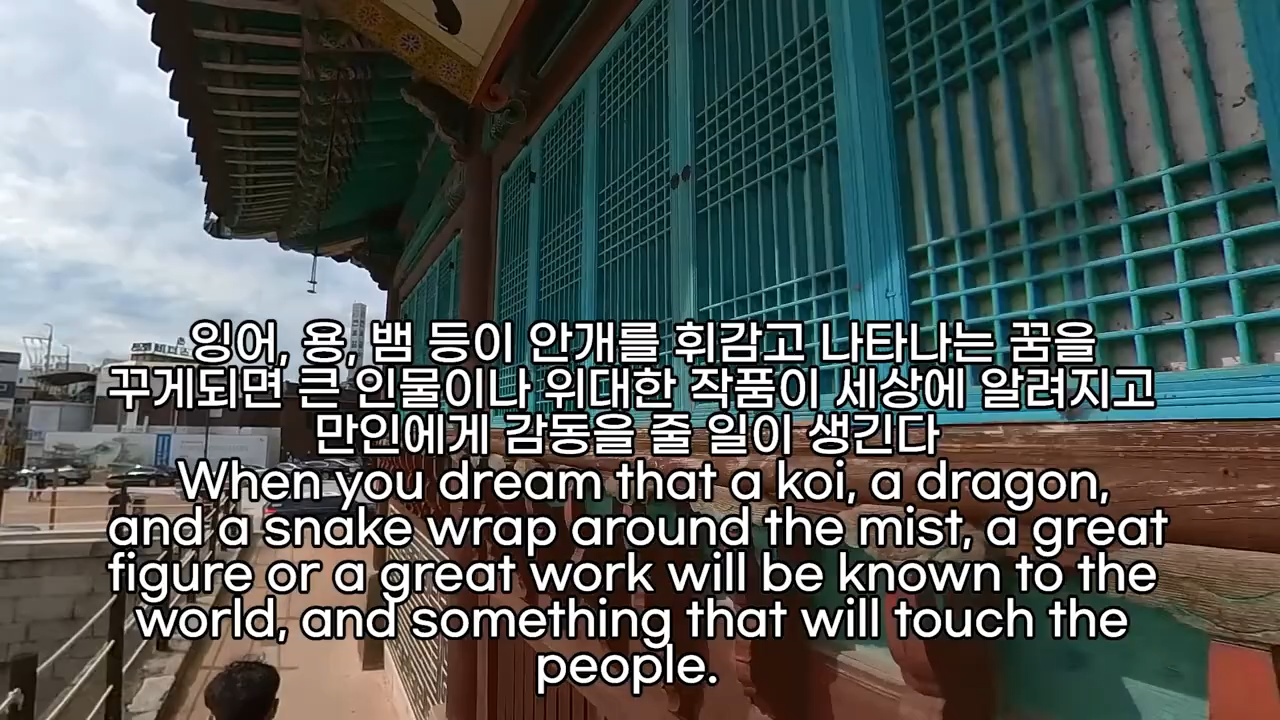 잉어, 용, 뱀 등이 안개를 휘감고 나타나는 꿈을
꾸게되면 큰 인물이나 위대한 작품이 세상에 알려지고
만인에게 감동을 줄 일이 생긴다
When you dream that a koi, a dragon,
and a snake wrap around the mist, a great
figure or a great work will be known to the
world, and something that will touch the
people.